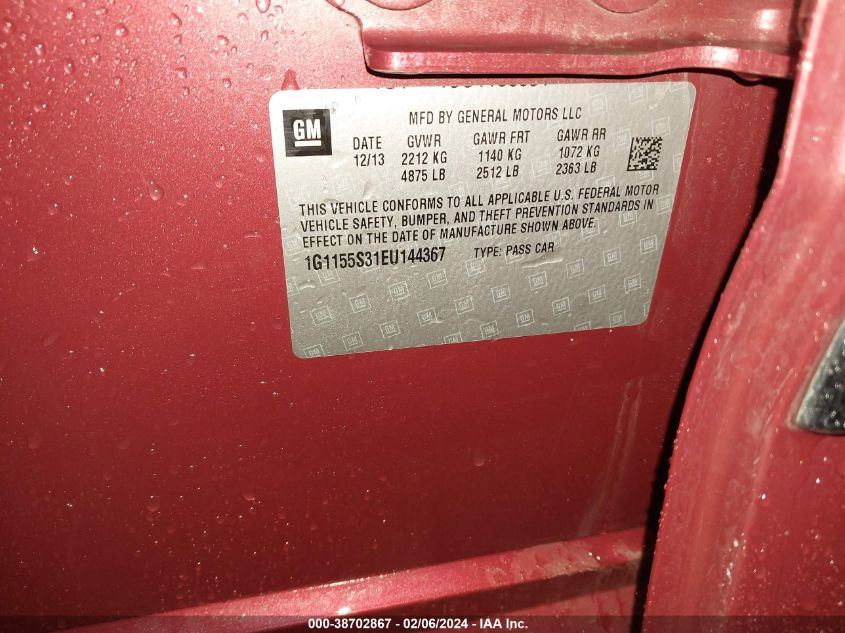 GM
MFD BY GENERAL MOTORS LLC
DATE GVWR GAWR FRT GAWR RR
12/13 2212 KG 1140 KG 1072 KG
4875 LB 2512 LB 2363 LB
THIS VEHICLE CONFORMS TO ALL APPLICABLE U.S. FEDERAL MOTOR
VEHICLE SAFETY, BUMPER, AND THEFT PREVENTION STANDARDS IN
EFFECT ON THE DATE OF MANUFACTURE SHOWN ABOVE.
1G1155S31EU144367 TYPE: PASS CAR
000-38702867 - 02/06/2024 - IAA Inc.